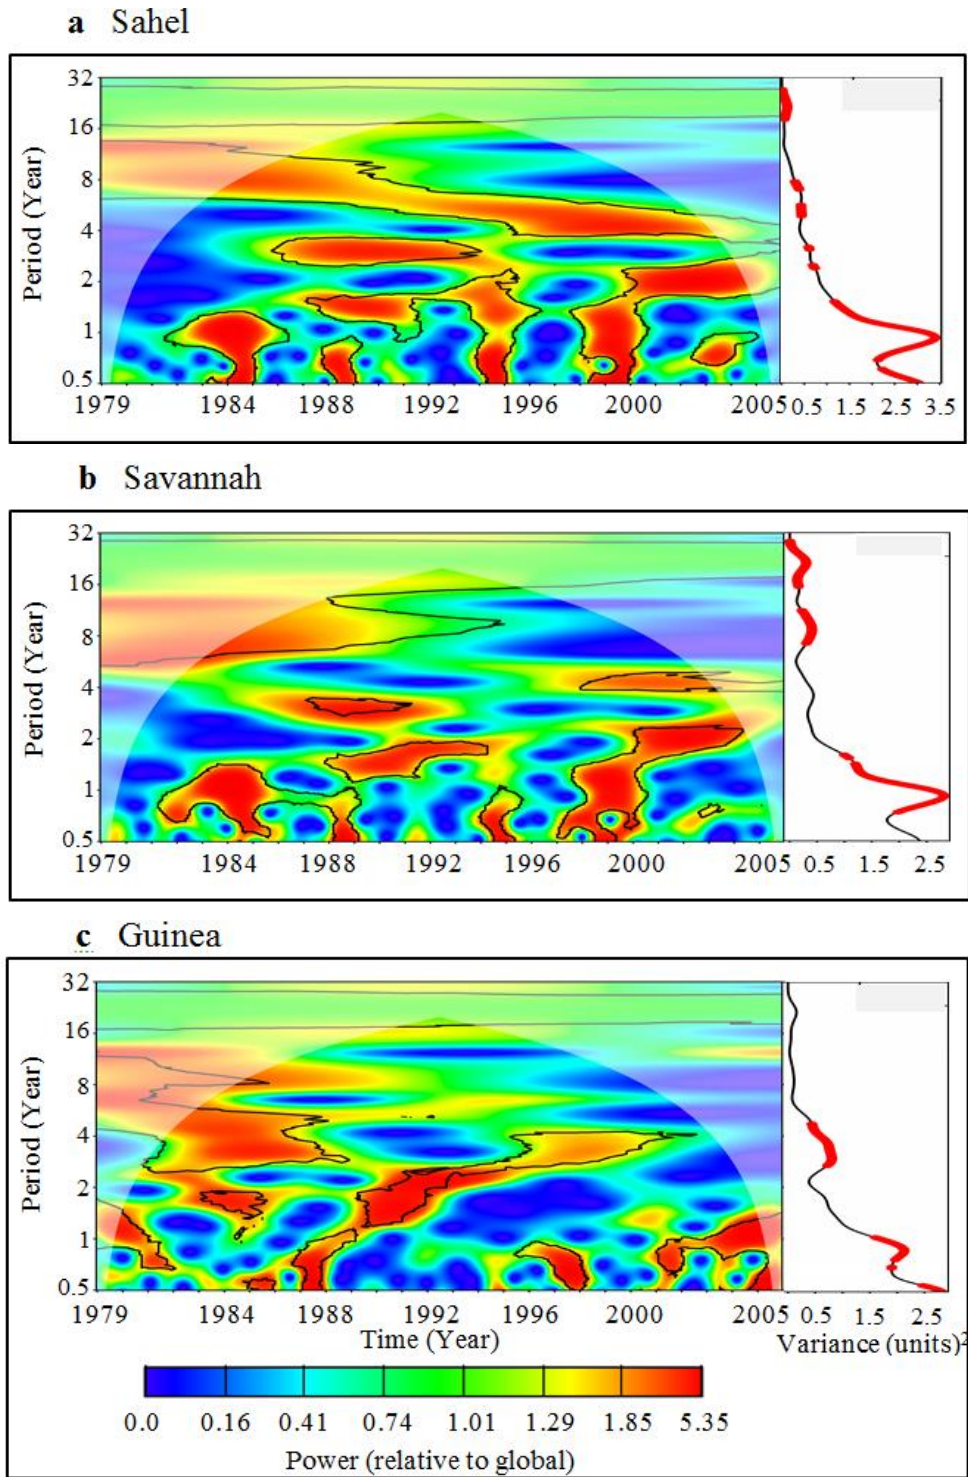 a Sahel
32
16
8
4
2
1
0.5
Period (Year)
1979 1984 1988 1992 1996 2000 2005 0.5 1.5 2.5 3.5
b Savannah
32
16
8
4
2
1
0.5
Period (Year)
1979 1984 1988 1992 1996 2000 2005 0.5 1.5 2.5
c Guinea
32
16
8
4
2
1
0.5
Period (Year)
1979 1984 1988 1992 1996 2000 2005 0.5 1.5 2.5
Time (Year) Variance (units)²
0.0 0.16 0.41 0.74 1.01 1.29 1.85 5.35
Power (relative to global)